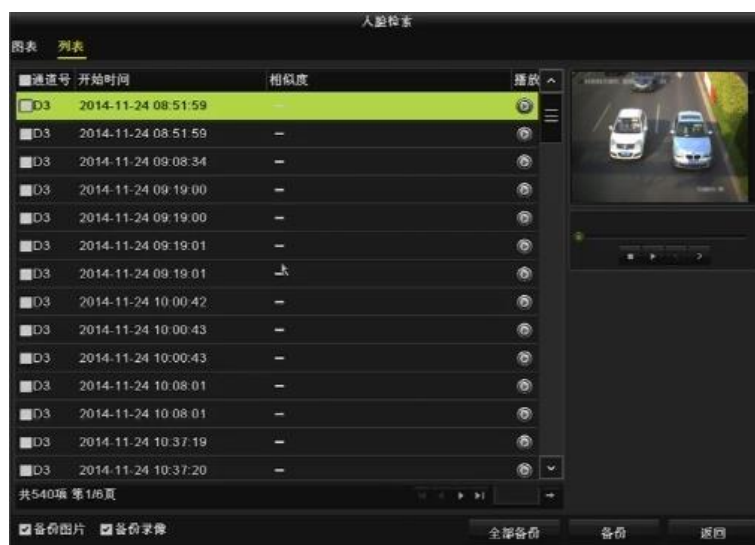 人脸检索
图表 列表
通道号 开始时间 相似度 播放
D3 2014-11-24 08:51:59 –
D3 2014-11-24 08:51:59 –
D3 2014-11-24 09:08:34 –
D3 2014-11-24 09:19:00 –
D3 2014-11-24 09:19:00 –
D3 2014-11-24 09:19:01 –
D3 2014-11-24 09:19:01 –
D3 2014-11-24 10:00:42 –
D3 2014-11-24 10:00:43 –
D3 2014-11-24 10:00:43 –
D3 2014-11-24 10:08:01 –
D3 2014-11-24 10:08:01 –
D3 2014-11-24 10:37:19 –
D3 2014-11-24 10:37:20 –
共540项 第1/6页
备份图片 备份录像 全部备份 备份 返回